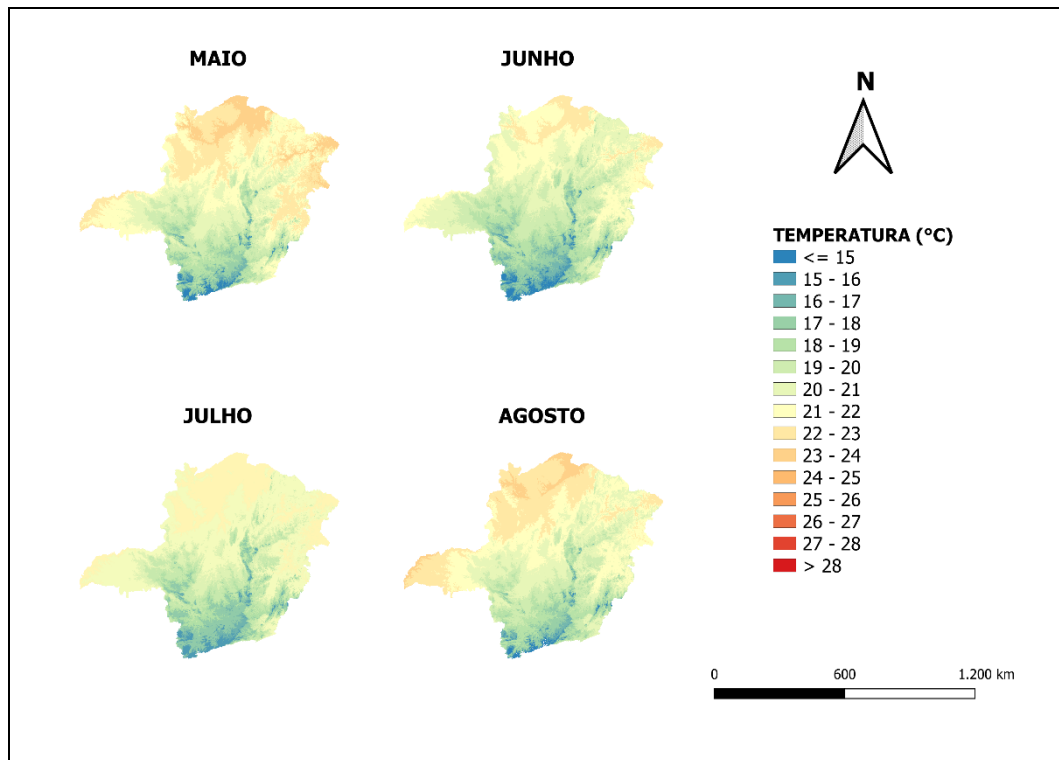 MAIO
JUNHO
N
TEMPERATURA (°C)
<= 15
15 - 16
16 - 17
17 - 18
18 - 19
19 - 20
20 - 21
21 - 22
22 - 23
23 - 24
24 - 25
25 - 26
26 - 27
27 - 28
> 28
JULHO
AGOSTO
0 600 1.200 km